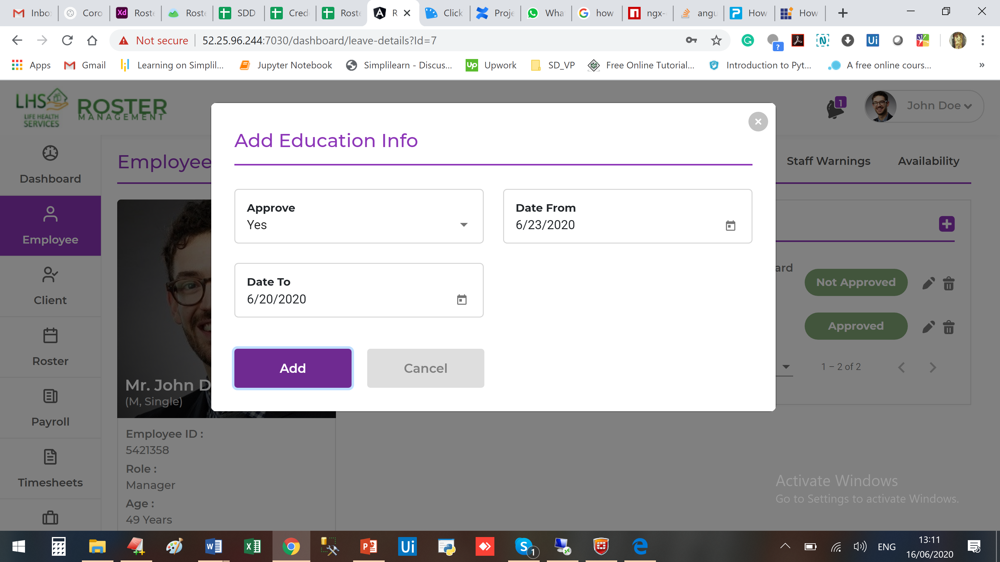 Inbo
Coro
Roste
Roste
SDD
Cred
Roste
R
Click
Proje
Wha
how
ngx-
angu
How
How
Not secure
52.25.96.244:7030/dashboard/leave-details?Id=7
Apps
Gmail
Learning on Simplil...
Jupyter Notebook
Simplilearn - Discus...
Upwork
SD_VP
Free Online Tutorial...
Introduction to Pyt...
A free online cours...
LHS
LIFE HEALTH
SERVICES
ROSTER
MANAGEMENT
1
John Doe
Dashboard
Employee
Client
Roster
Payroll
Timesheets
Employee
Staff Warnings
Availability
Add Education Info
Approve
Yes
Date From
6/23/2020
Date To
6/20/2020
Add
Cancel
ard
Not Approved
Approved
1 – 2 of 2
Mr. John D
(M, Single)
Employee ID :
5421358
Role :
Manager
Age :
49 Years
Activate Windows
Go to Settings to activate Windows.
1
ENG
13:11
16/06/2020